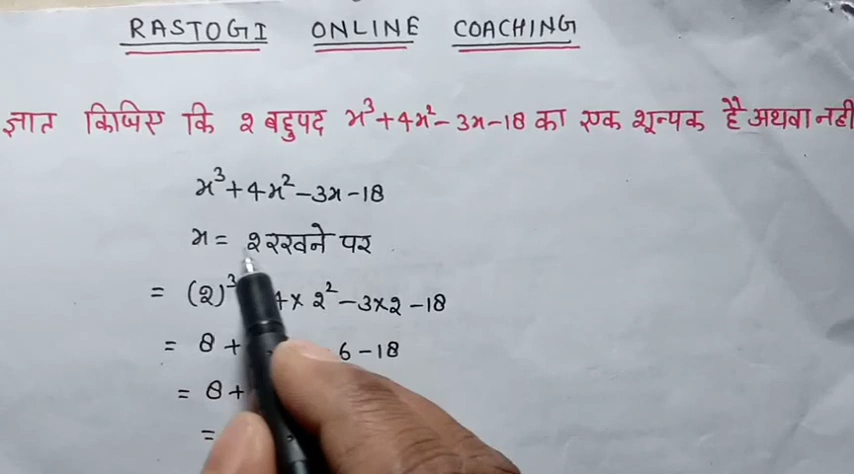 RASTOGI ONLINE COACHING
ज्ञात किजिए कि 2 बहुपद x³+4x²-3x-18 का एक शून्यक है अथवा नही
x³+4x²-3x-18
x = 2 रखने पर
= (2)³ 4×2²-3×2-18
= 8+ -6-18
= 8+
=